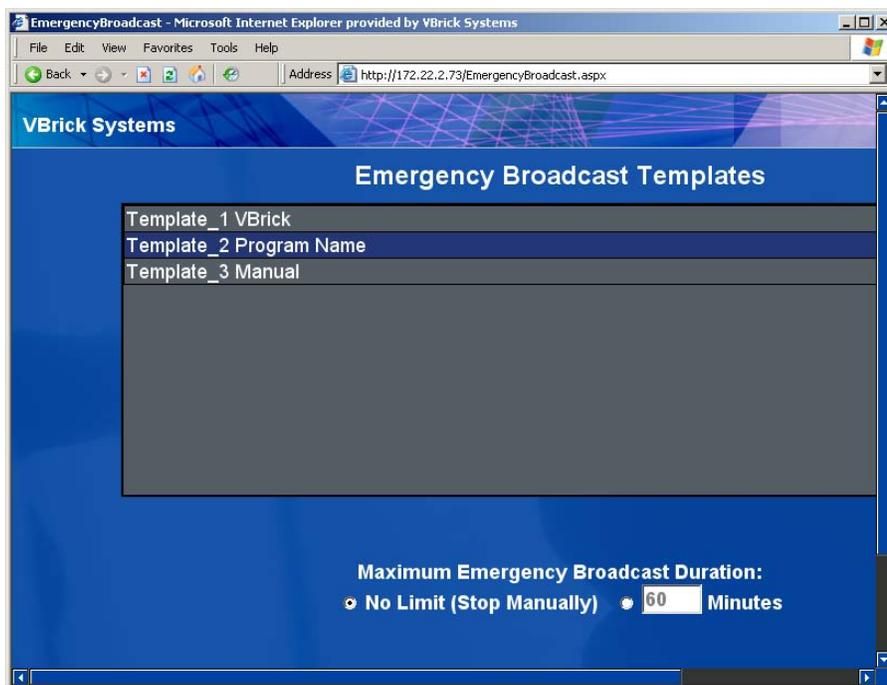 EmergencyBroadcast - Microsoft Internet Explorer provided by VBrick Systems
File Edit View Favorites Tools Help
Back Address http://172.22.2.73/EmergencyBroadcast.aspx
VBrick Systems
Emergency Broadcast Templates
Template_1 VBrick
Template_2 Program Name
Template_3 Manual
Maximum Emergency Broadcast Duration:
No Limit (Stop Manually) 60 Minutes